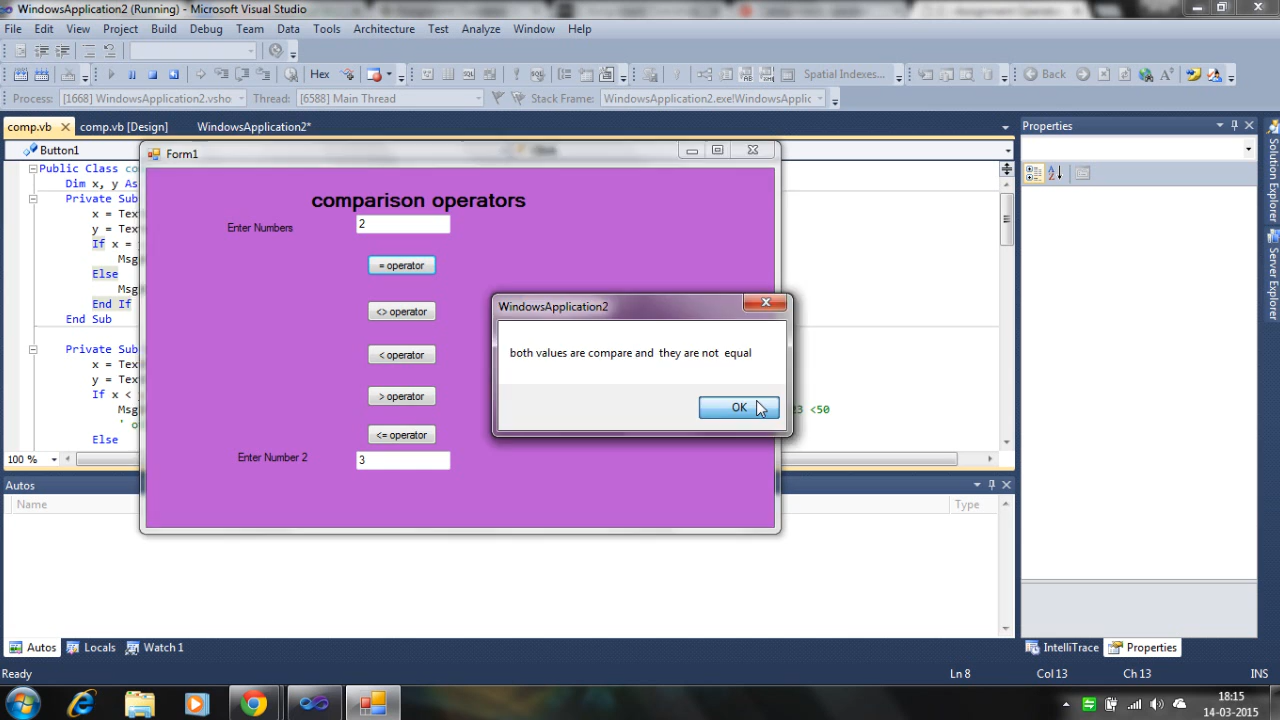 WindowsApplication2 (Running) - Microsoft Visual Studio
File Edit View Project Build Debug Team Data Tools Architecture Test Analyze Window Help
Hex Spatial Indexes... Back
Process: [1668] WindowsApplication2.vsho Thread: [6588] Main Thread Stack Frame: WindowsApplication2.exe!WindowsApplic
comp.vb comp.vb [Design] WindowsApplication2* Properties
Button1
Form1
Public Class
Dim x, y As
Private Sub
x = Tex
y = Tex
If x =
Msg
Else
Msg
End If
End Sub
Private Sub
x = Tex
y = Tex
If x <
Msg
<50
Else
comparison operators
Enter Numbers 2
= operator
<> operator
< operator
> operator
<= operator
Enter Number 2 3
WindowsApplication2
both values are compare and they are not equal
OK
100 %
Autos
Name Type
Solution Explorer
Server Explorer
Autos Locals Watch 1 IntelliTrace Properties
Ready Ln 8 Col 13 Ch 13 INS
18:15
14-03-2015